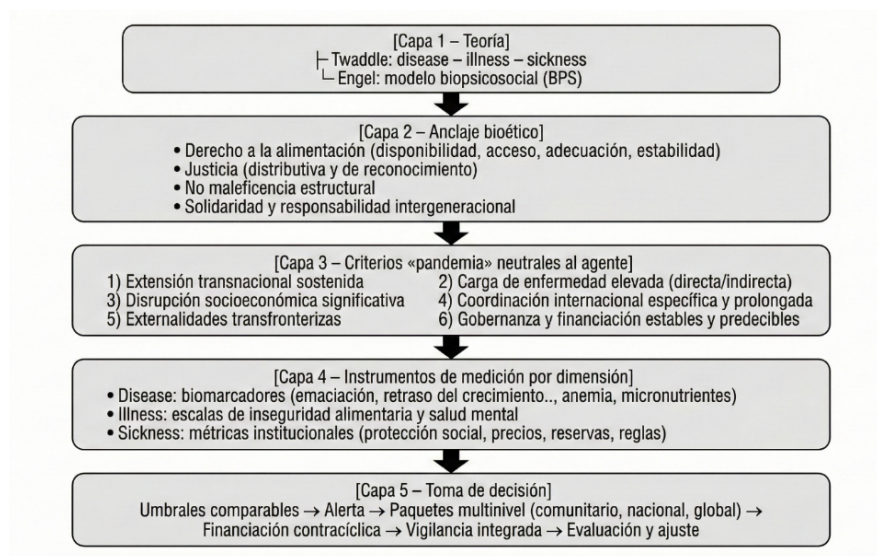 [Capa 1 – Teoría]
├ Twaddle: disease – illness – sickness
└ Engel: modelo biopsicosocial (BPS)
[Capa 2 – Anclaje bioético]
• Derecho a la alimentación (disponibilidad, acceso, adecuación, estabilidad)
• Justicia (distributiva y de reconocimiento)
• No maleficencia estructural
• Solidaridad y responsabilidad intergeneracional
[Capa 3 – Criterios «pandemia» neutrales al agente]
1) Extensión transnacional sostenida 2) Carga de enfermedad elevada (directa/indirecta)
3) Disrupción socioeconómica significativa 4) Coordinación internacional específica y prolongada
5) Externalidades transfronterizas 6) Gobernanza y financiación estables y predecibles
[Capa 4 – Instrumentos de medición por dimensión]
• Disease: biomarcadores (emaciación, retraso del crecimiento.., anemia, micronutrientes)
• Illness: escalas de inseguridad alimentaria y salud mental
• Sickness: métricas institucionales (protección social, precios, reservas, reglas)
[Capa 5 – Toma de decisión]
Umbrales comparables → Alerta → Paquetes multinivel (comunitario, nacional, global) →
Financiación contracíclica → Vigilancia integrada → Evaluación y ajuste